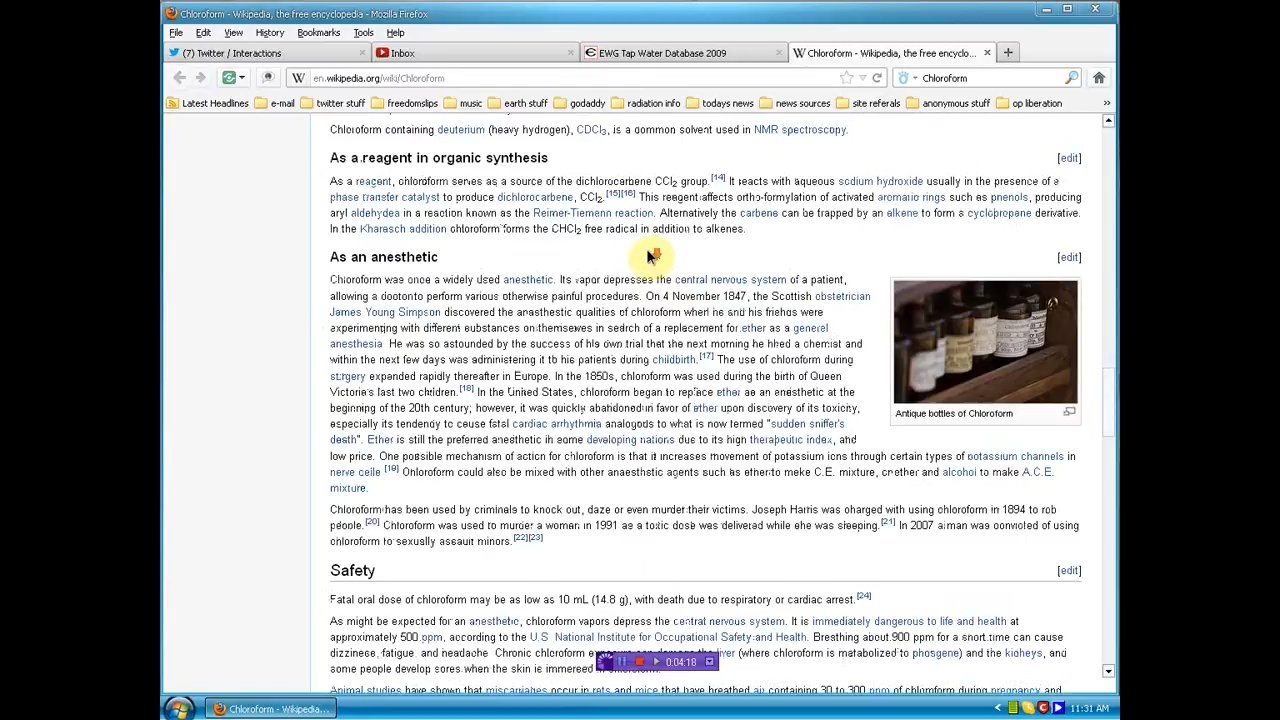 Chloroform - Wikipedia, the free encyclopedia - Mozilla Firefox
File Edit View History Bookmarks Tools Help
(7) Twitter / Interactions × Inbox × EWG Tap Water Database 2009 × Chloroform - Wikipedia, the free encyclo... ×
en.wikipedia.org/wiki/Chloroform Chloroform
Latest Headlines e-mail twitter stuff freedomslips music earth stuff godaddy radiation info todays news news sources site referals anonymous stuff op liberation »
Chloroform containing deuterium (heavy hydrogen), CDCl3, is a common solvent used in NMR spectroscopy.
As a reagent in organic synthesis [edit]
As a reagent, chloroform serves as a source of the dichlorocarbene CCl2 group.[14] It reacts with aqueous sodium hydroxide usually in the presence of a
phase transfer catalyst to produce dichlorocarbene, CCl2.[15][16] This reagent affects ortho-formylation of activated aromatic rings such as phenols, producing
aryl aldehydes in a reaction known as the Reimer-Tiemann reaction. Alternatively the carbene can be trapped by an alkene to form a cyclopropane derivative.
In the Kharasch addition chloroform forms the CHCl2 free radical in addition to alkenes.
As an anesthetic [edit]
Chloroform was once a widely used anesthetic. Its vapor depresses the central nervous system of a patient,
allowing a doctor to perform various otherwise painful procedures. On 4 November 1847, the Scottish obstetrician
James Young Simpson discovered the anaesthetic qualities of chloroform when he and his friends were
experimenting with different substances on themselves in search of a replacement for ether as a general
anesthesia. He was so astounded by the success of his own trial that the next morning he hired a chemist and
within the next few days was administering it to his patients during childbirth.[17] The use of chloroform during
surgery expanded rapidly thereafter in Europe. In the 1850s, chloroform was used during the birth of Queen
Victoria's last two children.[18] In the United States, chloroform began to replace ether as an anesthetic at the
beginning of the 20th century; however, it was quickly abandoned in favor of ether upon discovery of its toxicity,
especially its tendency to cause fatal cardiac arrhythmia analogous to what is now termed "sudden sniffer's
death". Ether is still the preferred anesthetic in some developing nations due to its high therapeutic index, and
low price. One possible mechanism of action for chloroform is that it increases movement of potassium ions through certain types of potassium channels in
nerve cells.[19] Chloroform could also be mixed with other anaesthetic agents such as ether to make C.E. mixture, or ether and alcohol to make A.C.E.
mixture.
Antique bottles of Chloroform
Chloroform has been used by criminals to knock out, daze or even murder their victims. Joseph Harris was charged with using chloroform in 1894 to rob
people.[20] Chloroform was used to murder a woman in 1991 as a toxic dose was delivered while she was sleeping.[21] In 2007 a man was convicted of using
chloroform to sexually assault minors.[22][23]
Safety [edit]
Fatal oral dose of chloroform may be as low as 10 mL (14.8 g), with death due to respiratory or cardiac arrest.[24]
As might be expected for an anesthetic, chloroform vapors depress the central nervous system. It is immediately dangerous to life and health at
approximately 500 ppm, according to the U.S. National Institute for Occupational Safety and Health. Breathing about 900 ppm for a short time can cause
dizziness, fatigue, and headache. Chronic chloroform liver (where chloroform is metabolized to phosgene) and the kidneys, and
some people develop sores when the skin is immersed
0:04:18
Animal studies have shown that miscarriages occur in rats and mice that have breathed air containing 30 to 300 ppm of chloroform during pregnancy and
Chloroform - Wikipedia... 11:31 AM